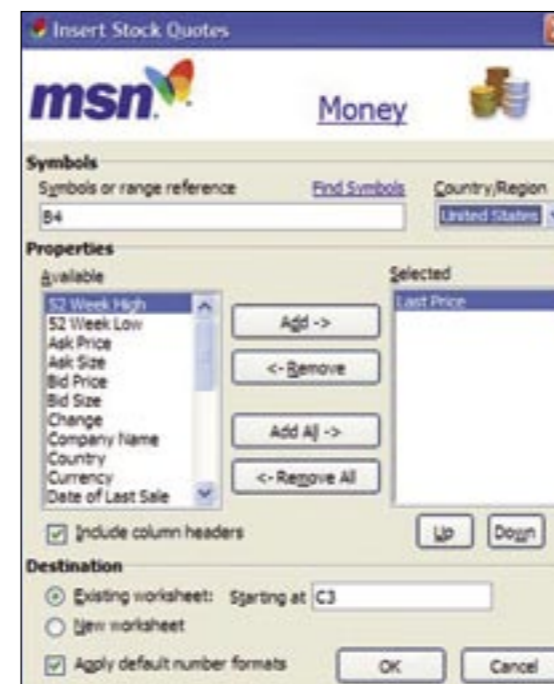 Insert Stock Quotes
msn
Money
Symbols
Symbols or range reference Find Symbols Country/Region
B4 United States
Properties
Available Selected
52 Week High Last Price
52 Week Low
Ask Price
Ask Size
Bid Price
Bid Size
Change
Company Name
Country
Currency
Date of Last Sale
Add ->
<- Remove
Add All ->
<- Remove All
Include column headers Up Down
Destination
Existing worksheet: Starting at C3
New worksheet
Apply default number formats OK Cancel